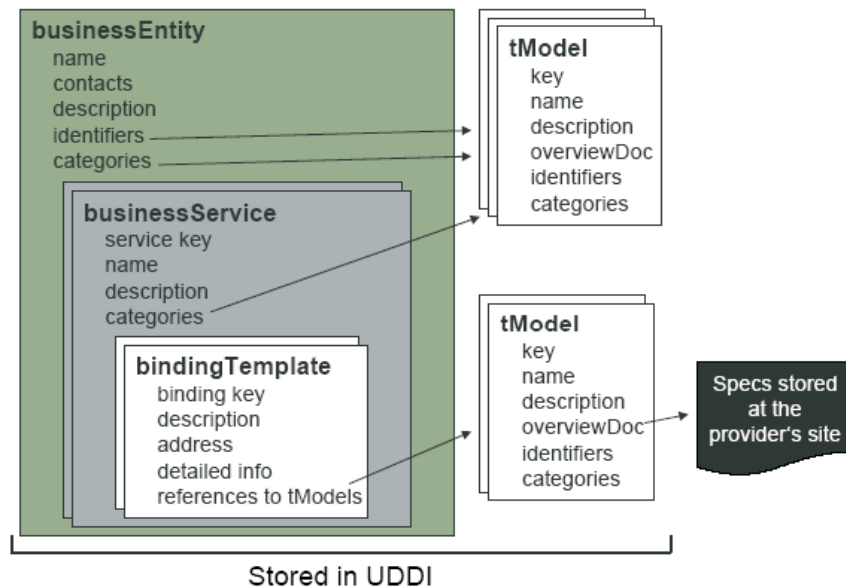 businessEntity
name
contacts
description
identifiers
categories
businessService
service key
name
description
categories
bindingTemplate
binding key
description
address
detailed info
references to tModels
tModel
key
name
description
overviewDoc
identifiers
categories
tModel
key
name
description
overviewDoc
identifiers
categories
Specs stored
at the
provider's site
Stored in UDDI